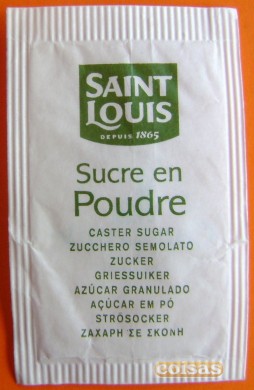 SAINT
LOUIS
DEPUIS 1865
Sucre en
Poudre
CASTER SUGAR
ZUCCHERO SEMOLATO
ZUCKER
GRIESSUIKER
AZÚCAR GRANULADO
AÇÚCAR EM PÓ
STRÖSOCKER
ΖΑΧΑΡΗ ΣΕ ΣΚΟΝΗ
coisas